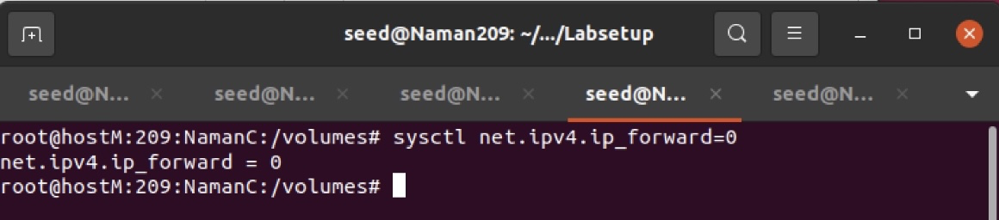 seed@Naman209: ~/.../Labsetup
seed@N... seed@N... seed@N... seed@N... seed@N...
root@hostM:209:NamanC:/volumes# sysctl net.ipv4.ip_forward=0
net.ipv4.ip_forward = 0
root@hostM:209:NamanC:/volumes#